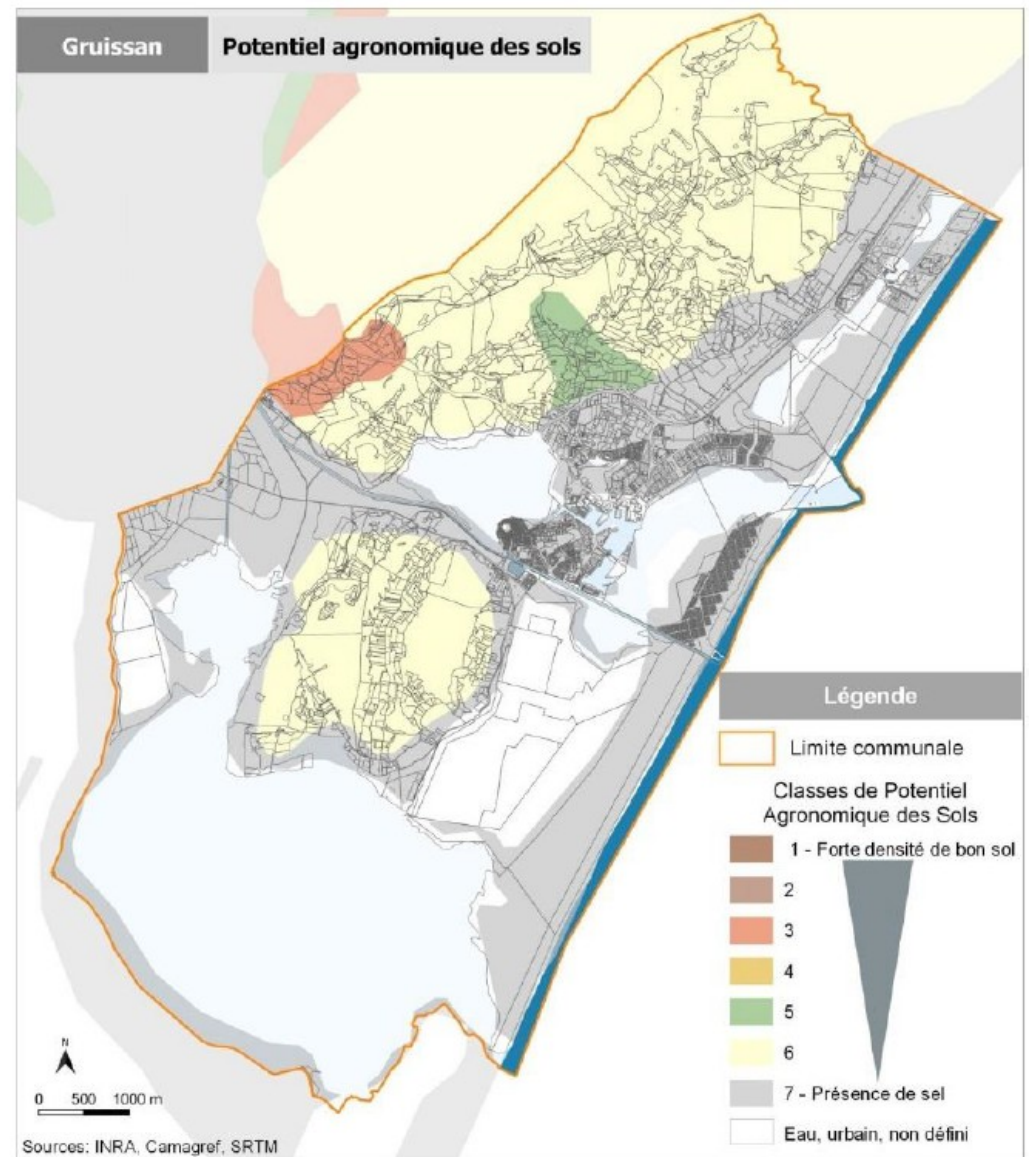 Gruissan
Potentiel agronomique des sols
Légende
Limite communale
Classes de Potentiel
Agronomique des Sols
1 - Forte densité de bon sol
2
3
4
5
6
7 - Présence de sel
Eau, urbain, non défini
N
0 500 1000 m
Sources: INRA, Camagref, SRTM